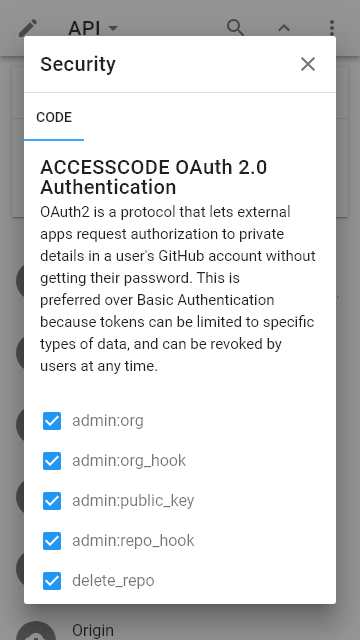 API
Security
CODE
ACCESSCODE OAuth 2.0
Authentication
OAuth2 is a protocol that lets external
apps request authorization to private
details in a user's GitHub account without
getting their password. This is
preferred over Basic Authentication
because tokens can be limited to specific
types of data, and can be revoked by
users at any time.
admin:org
admin:org_hook
admin:public_key
admin:repo_hook
delete_repo
Origin